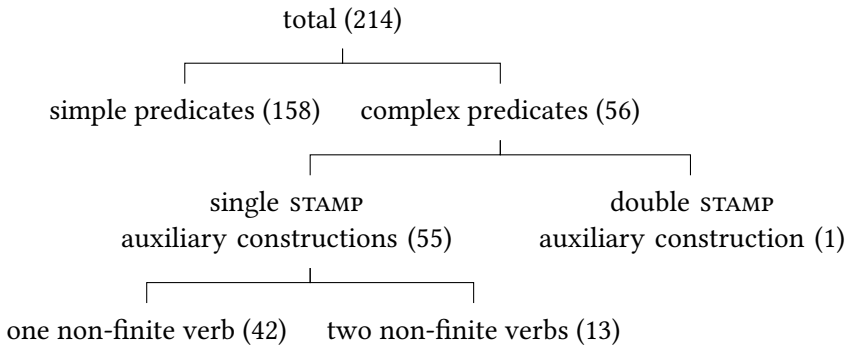 total (214)
simple predicates (158) complex predicates (56)
single STAMP double STAMP
auxiliary constructions (55) auxiliary construction (1)
one non-finite verb (42) two non-finite verbs (13)